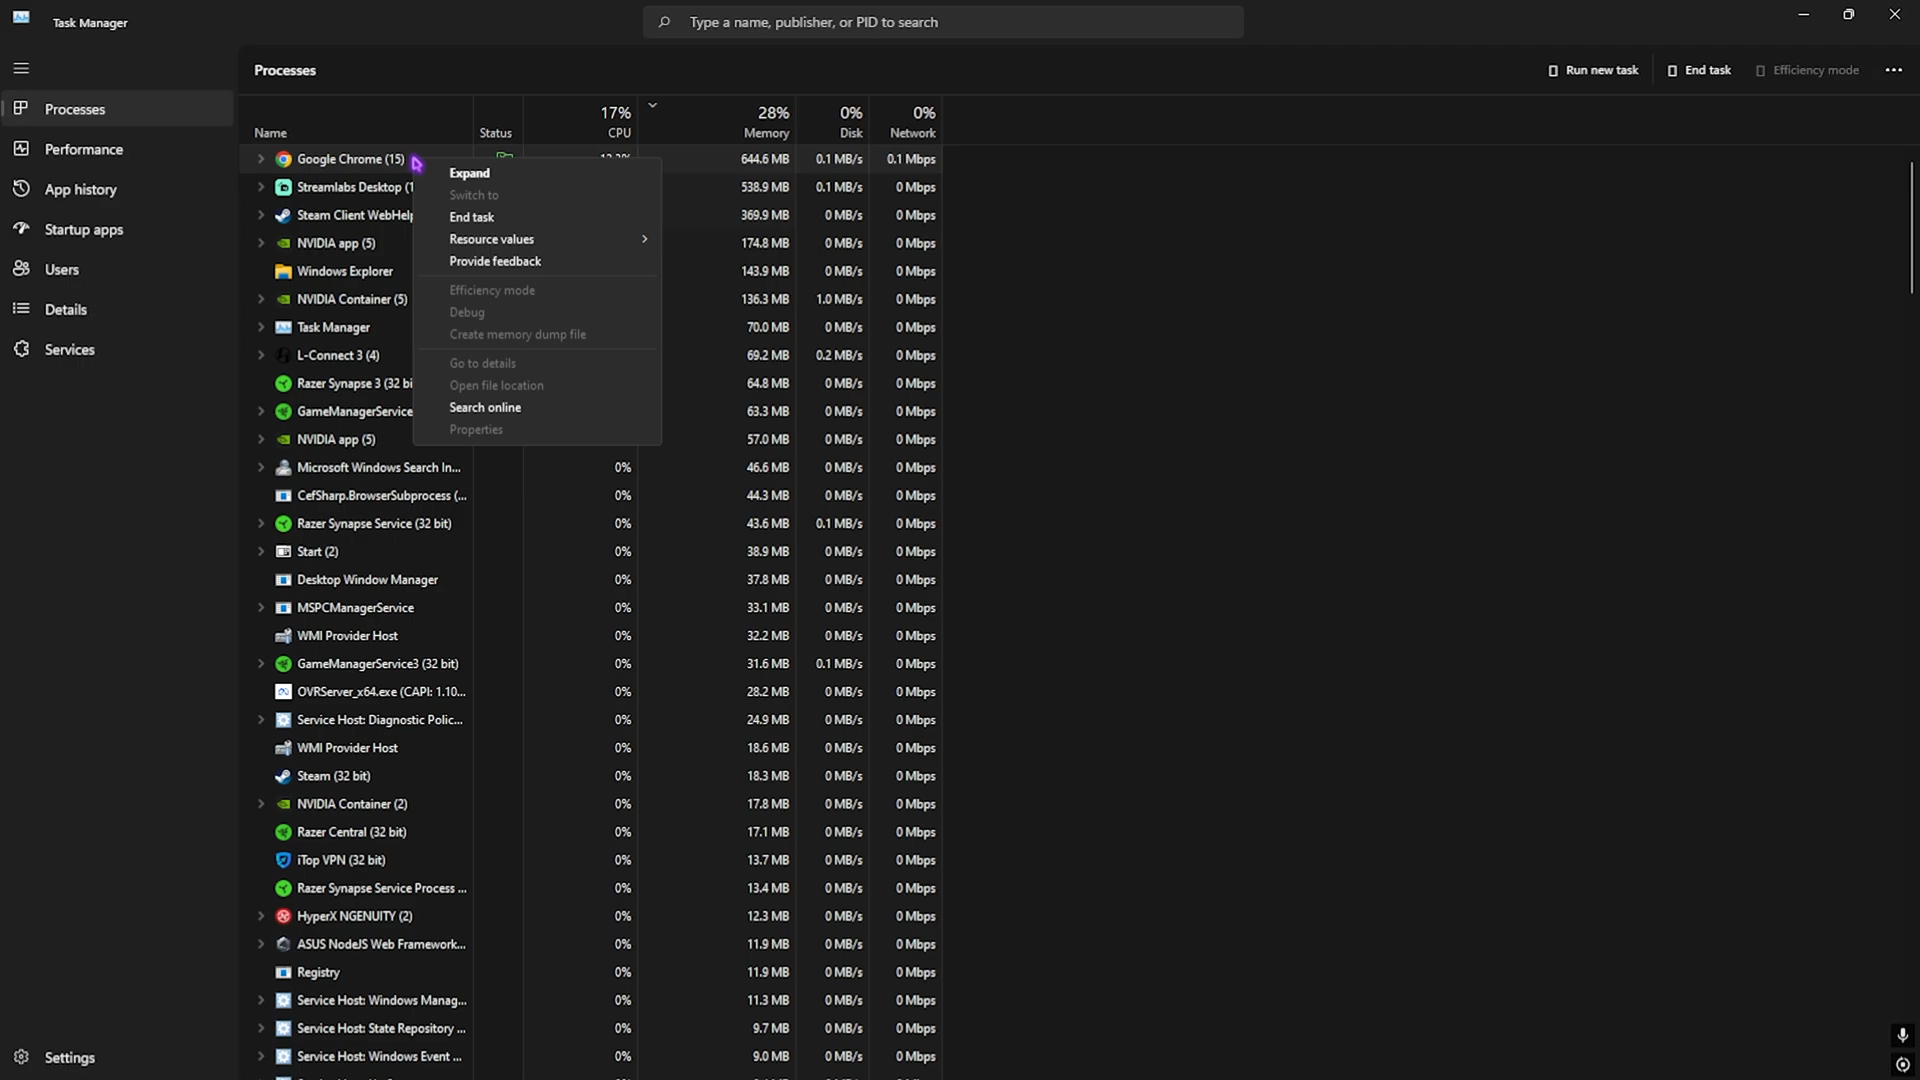 Task Manager
Type a name, publisher, or PID to search
Processes
Performance
App history
Startup apps
Users
Details
Services
Settings
Processes
Run new task
End task
Efficiency mode
17% 28% 0% 0%
Name Status CPU Memory Disk Network
Google Chrome (15) 644.6 MB 0.1 MB/s 0.1 Mbps
Streamlabs Desktop (1 538.9 MB 0.1 MB/s 0 Mbps
Steam Client WebHelp 369.9 MB 0 MB/s 0 Mbps
NVIDIA app (5) 174.8 MB 0 MB/s 0 Mbps
Windows Explorer 143.9 MB 0 MB/s 0 Mbps
NVIDIA Container (5) 136.3 MB 1.0 MB/s 0 Mbps
Task Manager 70.0 MB 0 MB/s 0 Mbps
L-Connect 3 (4) 69.2 MB 0.2 MB/s 0 Mbps
Razer Synapse 3 (32 bi 64.8 MB 0 MB/s 0 Mbps
GameManagerService 63.3 MB 0 MB/s 0 Mbps
NVIDIA app (5) 57.0 MB 0 MB/s 0 Mbps
Microsoft Windows Search In... 0% 46.6 MB 0 MB/s 0 Mbps
CefSharp.BrowserSubprocess (... 0% 44.3 MB 0 MB/s 0 Mbps
Razer Synapse Service (32 bit) 0% 43.6 MB 0.1 MB/s 0 Mbps
Start (2) 0% 38.9 MB 0 MB/s 0 Mbps
Desktop Window Manager 0% 37.8 MB 0 MB/s 0 Mbps
MSPCManagerService 0% 33.1 MB 0 MB/s 0 Mbps
WMI Provider Host 0% 32.2 MB 0 MB/s 0 Mbps
GameManagerService3 (32 bit) 0% 31.6 MB 0.1 MB/s 0 Mbps
OVRServer_x64.exe (CAPI: 1.10... 0% 28.2 MB 0 MB/s 0 Mbps
Service Host: Diagnostic Polic... 0% 24.9 MB 0 MB/s 0 Mbps
WMI Provider Host 0% 18.6 MB 0 MB/s 0 Mbps
Steam (32 bit) 0% 18.3 MB 0 MB/s 0 Mbps
NVIDIA Container (2) 0% 17.8 MB 0 MB/s 0 Mbps
Razer Central (32 bit) 0% 17.1 MB 0 MB/s 0 Mbps
iTop VPN (32 bit) 0% 13.7 MB 0 MB/s 0 Mbps
Razer Synapse Service Process ... 0% 13.4 MB 0 MB/s 0 Mbps
HyperX NGENUITY (2) 0% 12.3 MB 0 MB/s 0 Mbps
ASUS NodeJS Web Framework... 0% 11.9 MB 0 MB/s 0 Mbps
Registry 0% 11.9 MB 0 MB/s 0 Mbps
Service Host: Windows Manag... 0% 11.3 MB 0 MB/s 0 Mbps
Service Host: State Repository ... 0% 9.7 MB 0 MB/s 0 Mbps
Service Host: Windows Event ... 0% 9.0 MB 0 MB/s 0 Mbps
Expand
Switch to
End task
Resource values
Provide feedback
Efficiency mode
Debug
Create memory dump file
Go to details
Open file location
Search online
Properties